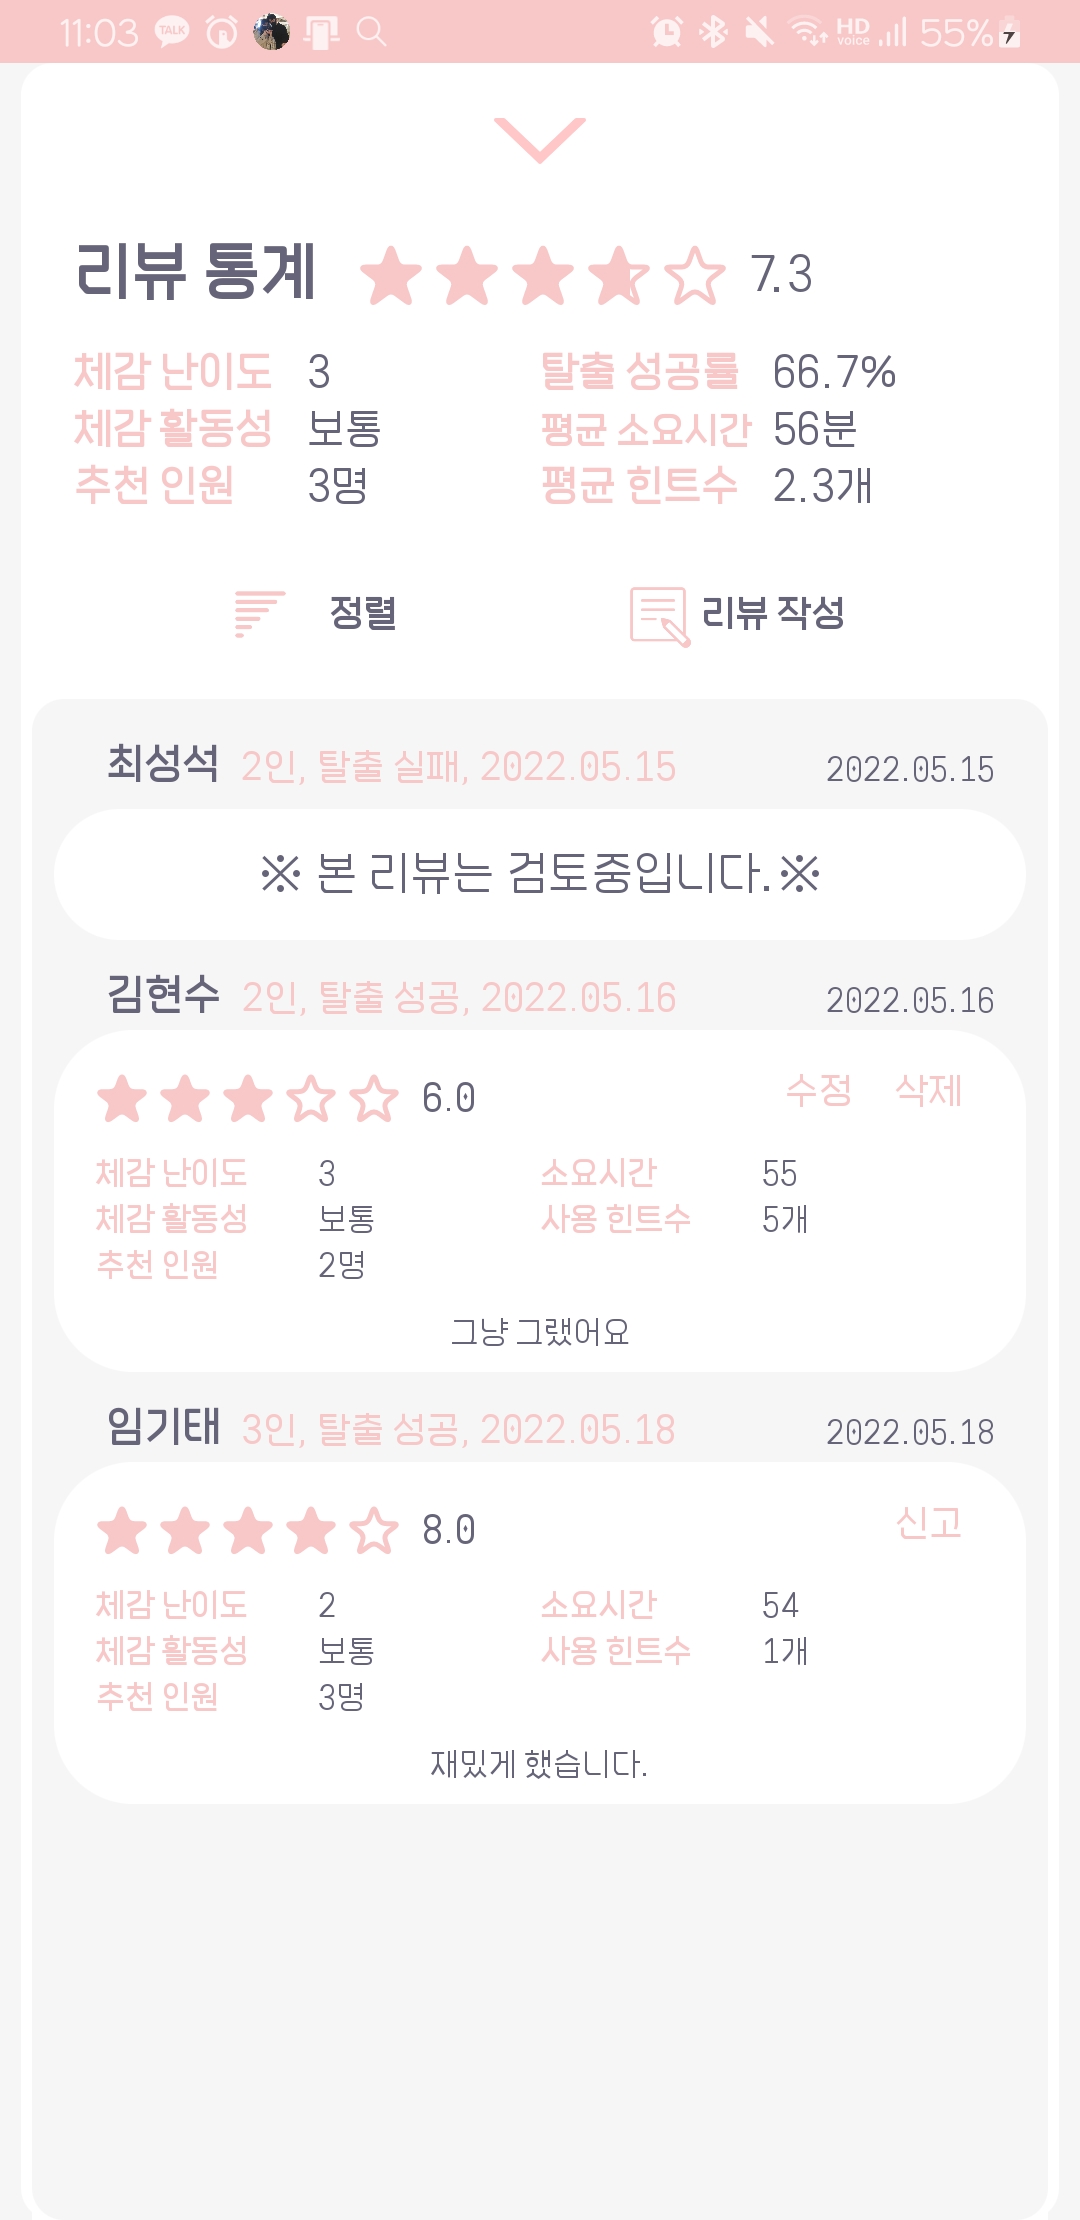 11:03 TALK HD voice 55%
리뷰 통계 7.3
체감 난이도 3 탈출 성공률 66.7%
체감 활동성 보통 평균 소요시간 56분
추천 인원 3명 평균 힌트수 2.3개
정렬 리뷰 작성
최성석 2인, 탈출 실패, 2022.05.15 2022.05.15
※ 본 리뷰는 검토중입니다.※
김현수 2인, 탈출 성공, 2022.05.16 2022.05.16
6.0 수정 삭제
체감 난이도 3 소요시간 55
체감 활동성 보통 사용 힌트수 5개
추천 인원 2명
그냥 그랬어요
임기태 3인, 탈출 성공, 2022.05.18 2022.05.18
8.0 신고
체감 난이도 2 소요시간 54
체감 활동성 보통 사용 힌트수 1개
추천 인원 3명
재밌게 했습니다.